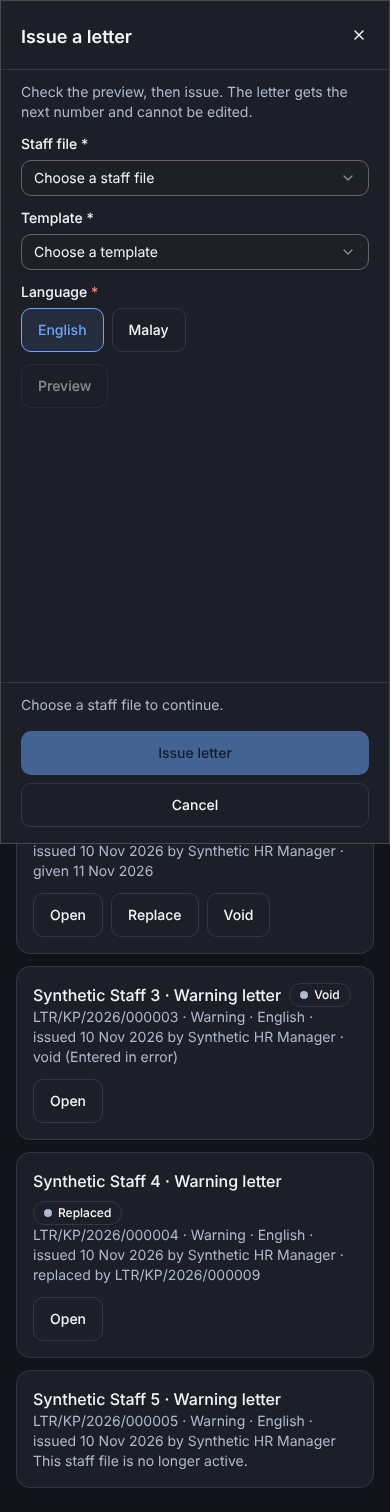 Issue a letter
Check the preview, then issue. The letter gets the
next number and cannot be edited.
Staff file *
Choose a staff file
Template *
Choose a template
Language *
English
Malay
Preview
Choose a staff file to continue.
Issue letter
Cancel
issued 10 Nov 2026 by Synthetic HR Manager ·
given 11 Nov 2026
Open
Replace
Void
Synthetic Staff 3 · Warning letter
Void
LTR/KP/2026/000003 · Warning · English ·
issued 10 Nov 2026 by Synthetic HR Manager ·
void (Entered in error)
Open
Synthetic Staff 4 · Warning letter
Replaced
LTR/KP/2026/000004 · Warning · English ·
issued 10 Nov 2026 by Synthetic HR Manager ·
replaced by LTR/KP/2026/000009
Open
Synthetic Staff 5 · Warning letter
LTR/KP/2026/000005 · Warning · English ·
issued 10 Nov 2026 by Synthetic HR Manager
This staff file is no longer active.